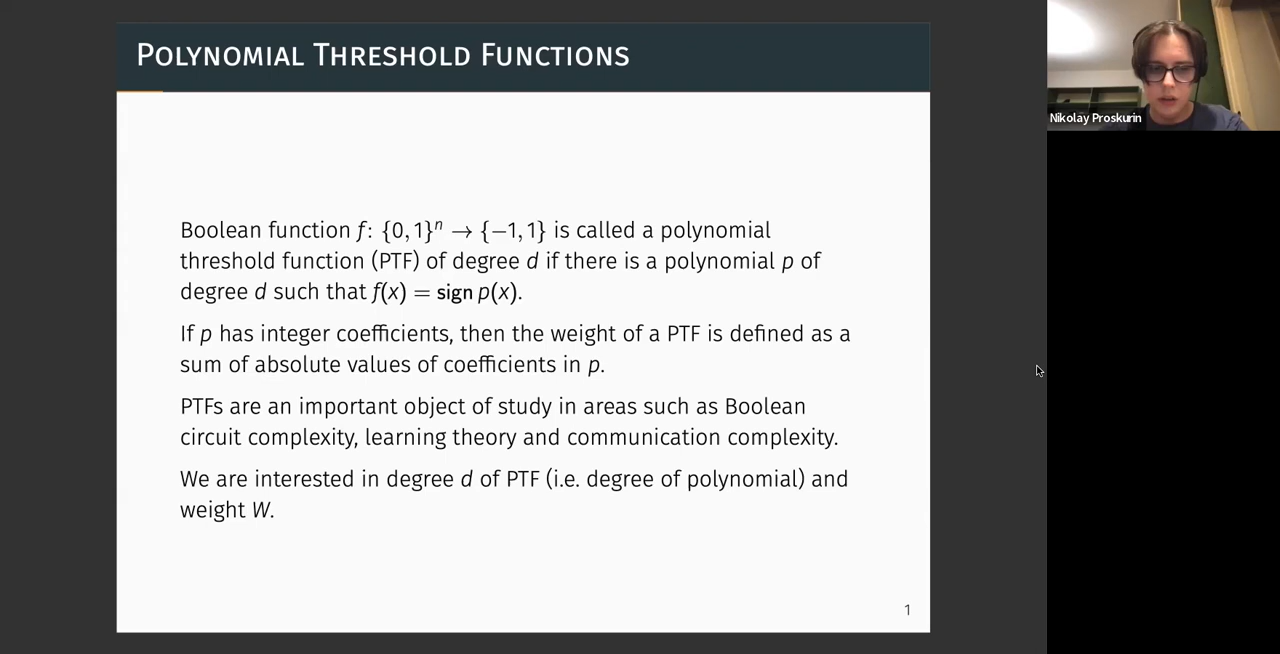 POLYNOMIAL THRESHOLD FUNCTIONS
Nikolay Proskurin
Boolean function f: {0, 1}ⁿ → {−1, 1} is called a polynomial
threshold function (PTF) of degree d if there is a polynomial p of
degree d such that f(x) = sign p(x).
If p has integer coefficients, then the weight of a PTF is defined as a
sum of absolute values of coefficients in p.
PTFs are an important object of study in areas such as Boolean
circuit complexity, learning theory and communication complexity.
We are interested in degree d of PTF (i.e. degree of polynomial) and
weight W.
1